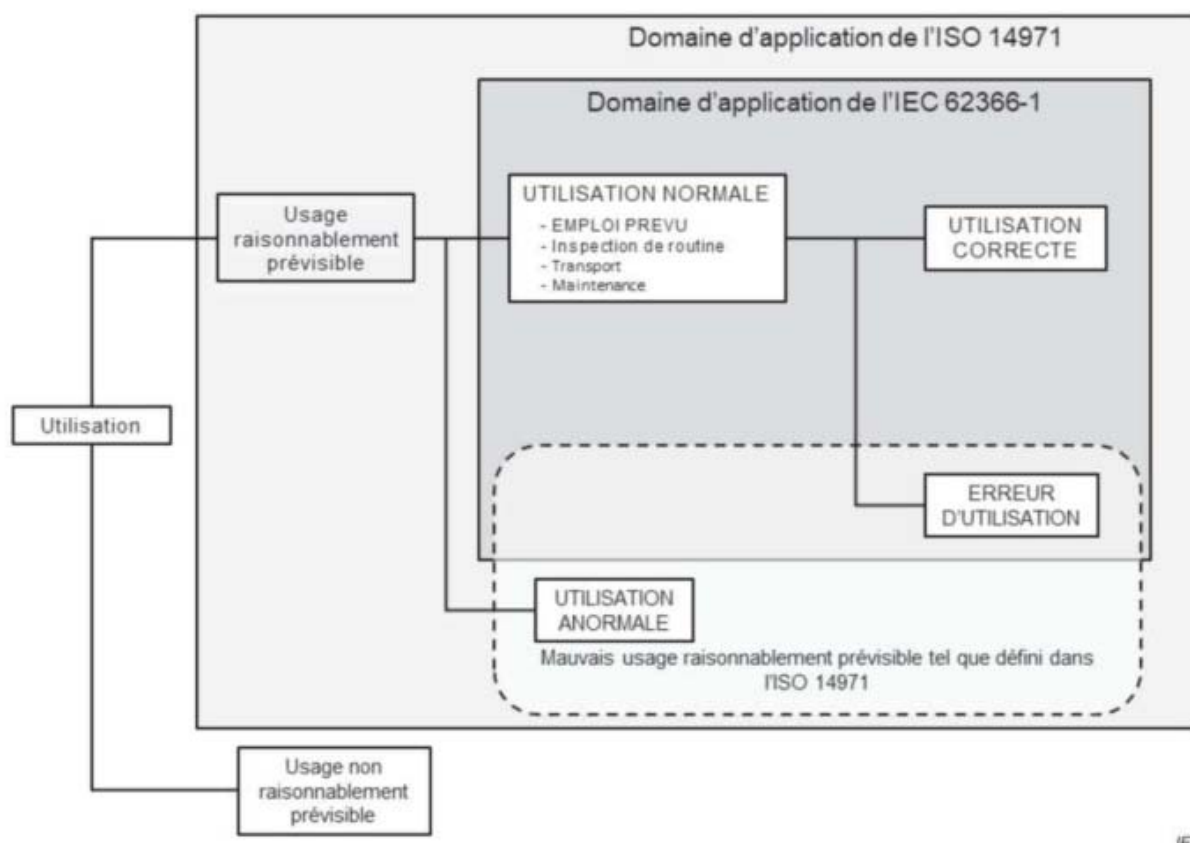 Domaine d'application de l'ISO 14971
Domaine d'application de l'IEC 62366-1
Usage
raisonnablement
prévisible
UTILISATION NORMALE
- EMPLOI PREVU
- Inspection de routine
- Transport
- Maintenance
UTILISATION
CORRECTE
Utilisation
ERREUR
D'UTILISATION
UTILISATION
ANORMALE
Mauvais usage raisonnablement prévisible tel que défini dans
l'ISO 14971
Usage non
raisonnablement
prévisible